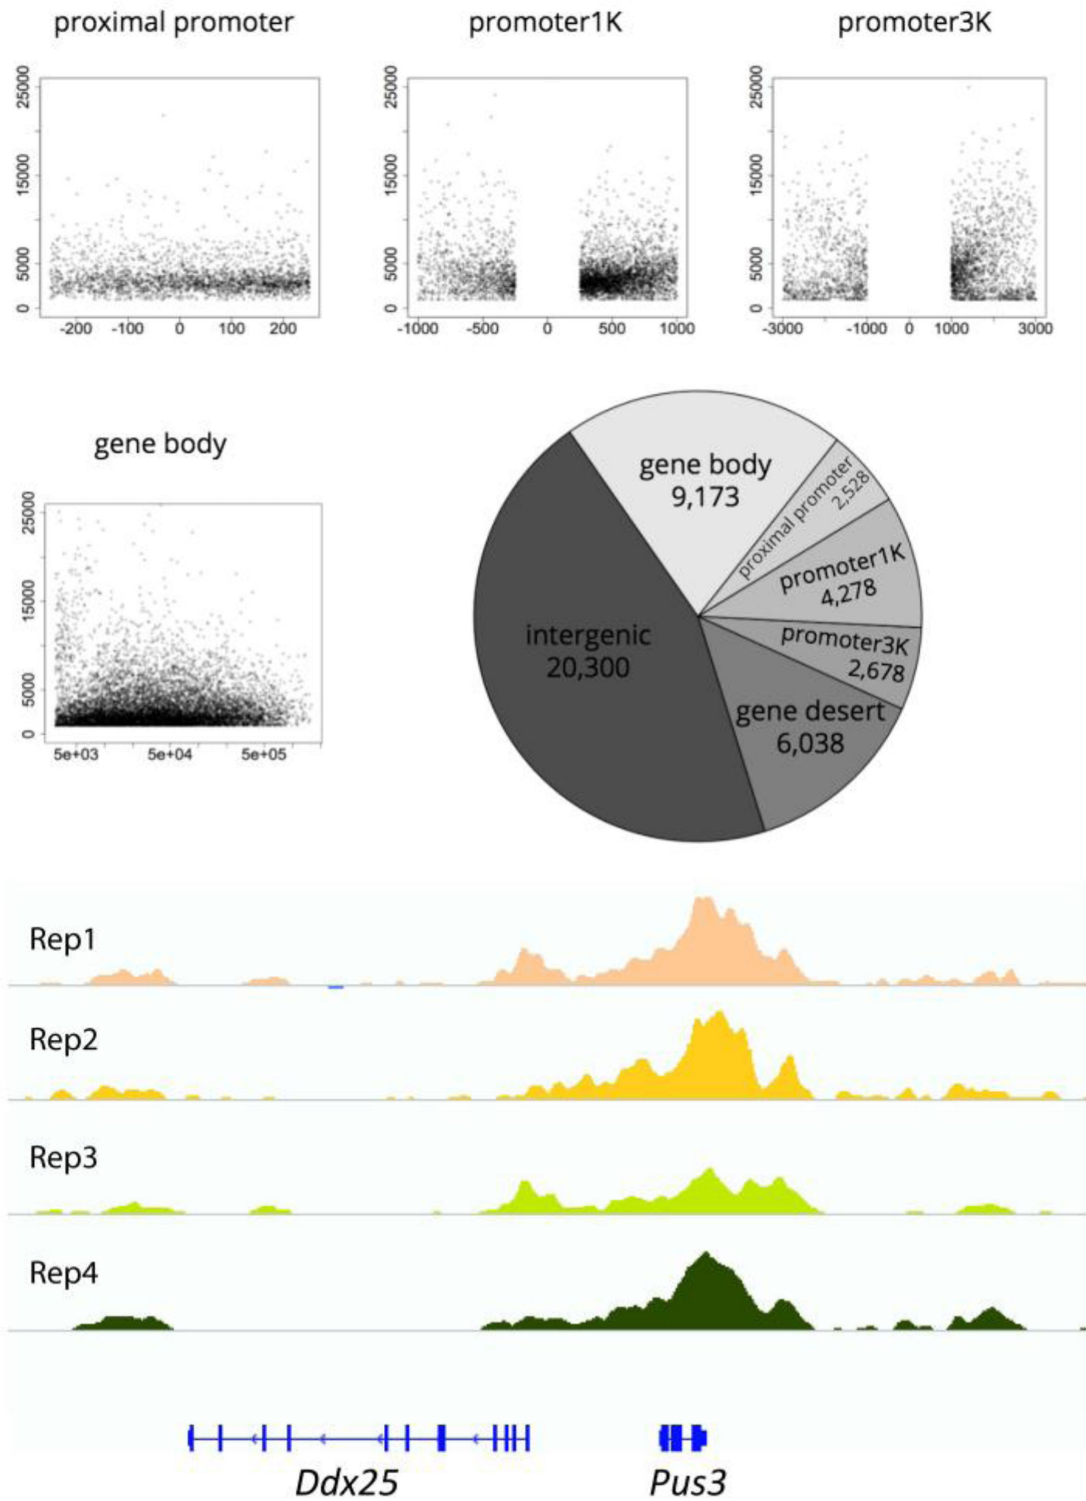 proximal promoter
promoter1K
promoter3K
25000
15000
5000
0
-200 -100 0 100 200
25000
15000
5000
0
-1000 -500 0 500 1000
25000
15000
5000
0
-3000 -1000 0 1000 3000
gene body
25000
15000
5000
0
5e+03 5e+04 5e+05
gene body
9,173
proximal promoter
2,528
promoter1K
4,278
promoter3K
2,678
gene desert
6,038
intergenic
20,300
Rep1
Rep2
Rep3
Rep4
Ddx25
Pus3